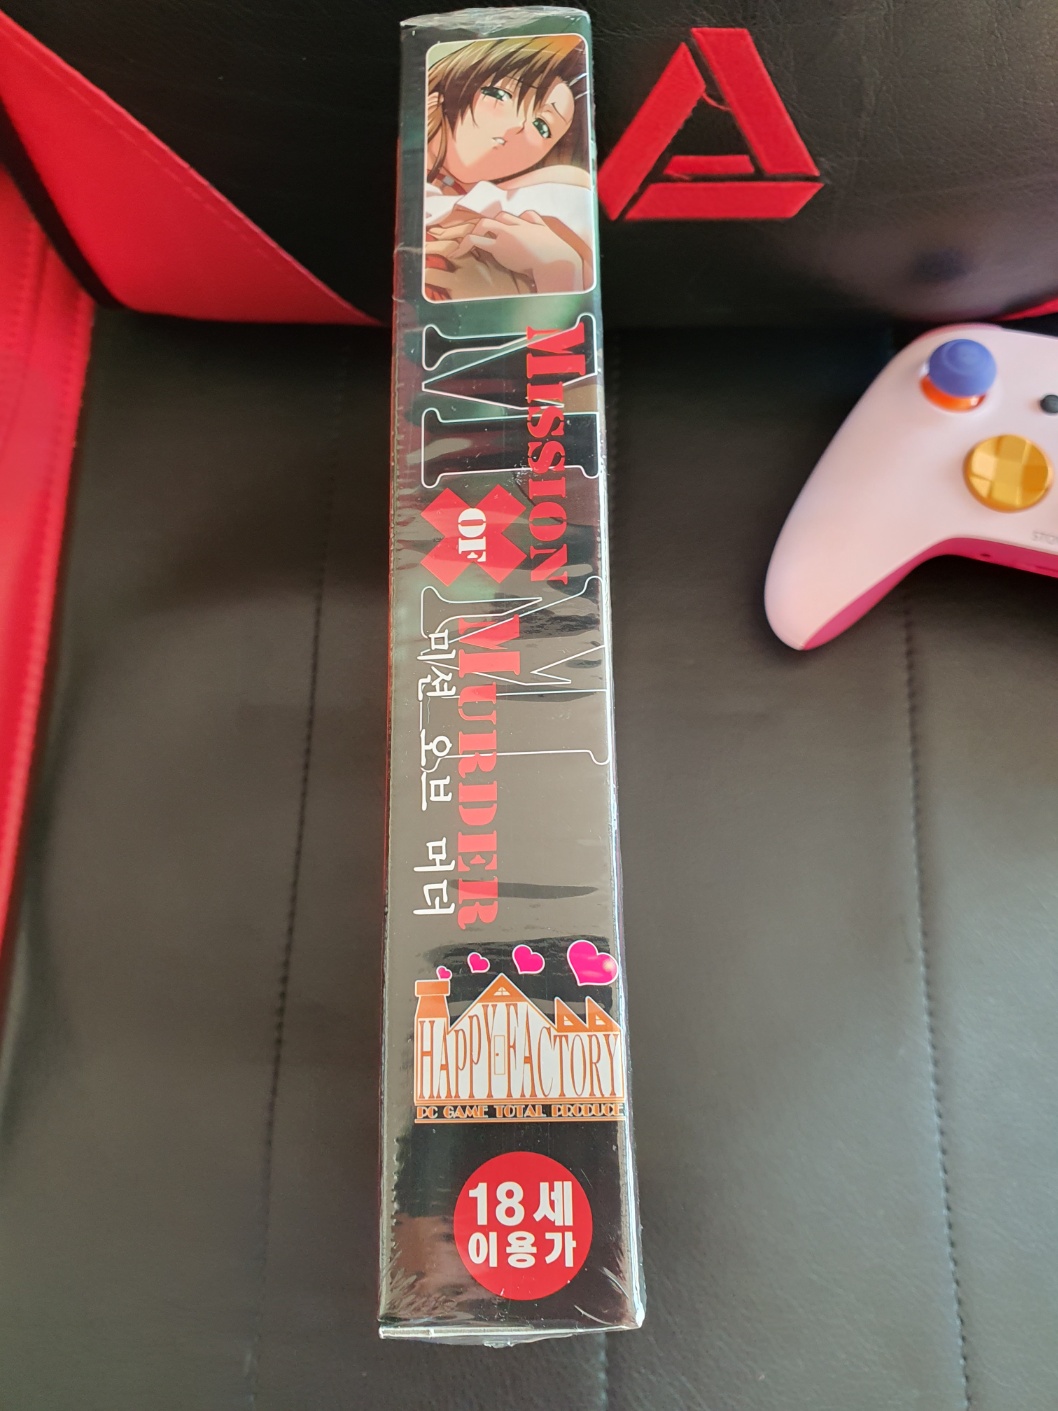 MISSION
OF
MURDER
미션 오브 머더
HAPPY FACTORY
PC GAME TOTAL PRODUCE
18세
이용가